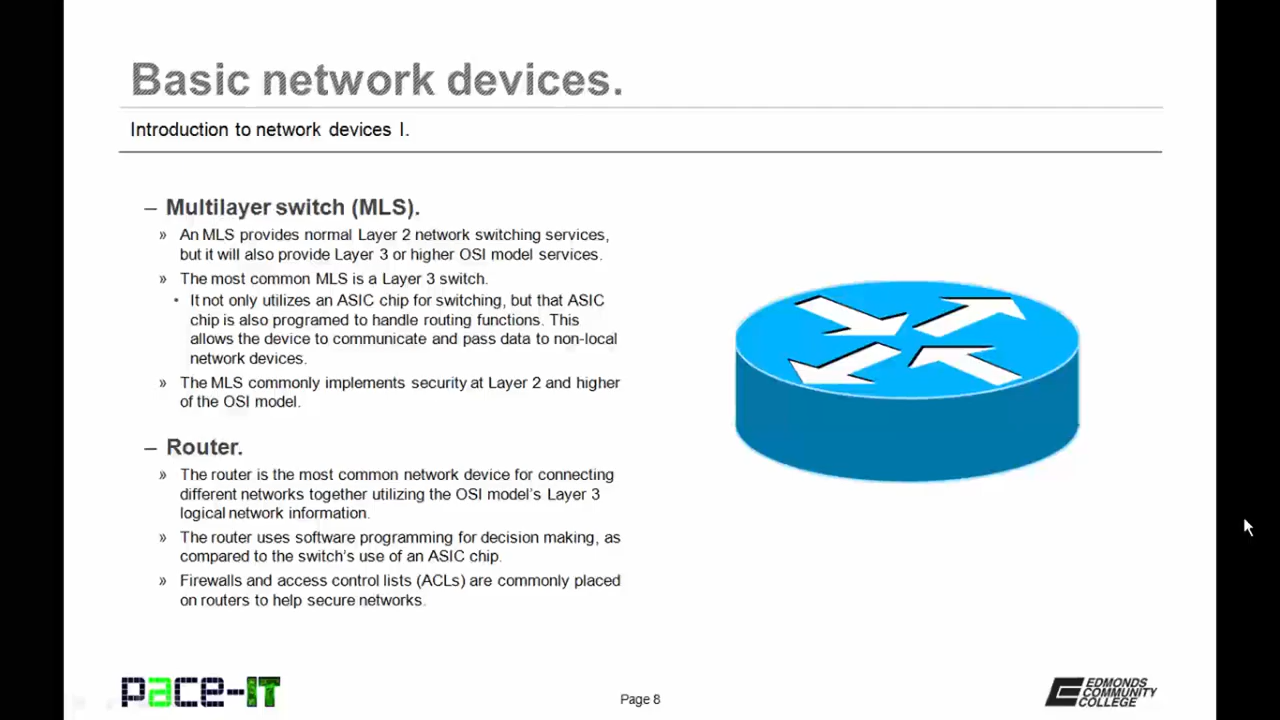 Basic network devices.
Introduction to network devices I.
– Multilayer switch (MLS).
» An MLS provides normal Layer 2 network switching services,
but it will also provide Layer 3 or higher OSI model services.
» The most common MLS is a Layer 3 switch.
• It not only utilizes an ASIC chip for switching, but that ASIC
chip is also programed to handle routing functions. This
allows the device to communicate and pass data to non-local
network devices.
» The MLS commonly implements security at Layer 2 and higher
of the OSI model.
– Router.
» The router is the most common network device for connecting
different networks together utilizing the OSI model's Layer 3
logical network information.
» The router uses software programming for decision making, as
compared to the switch's use of an ASIC chip.
» Firewalls and access control lists (ACLs) are commonly placed
on routers to help secure networks.
pace-IT
Page 8
EDMONDS
COMMUNITY
COLLEGE